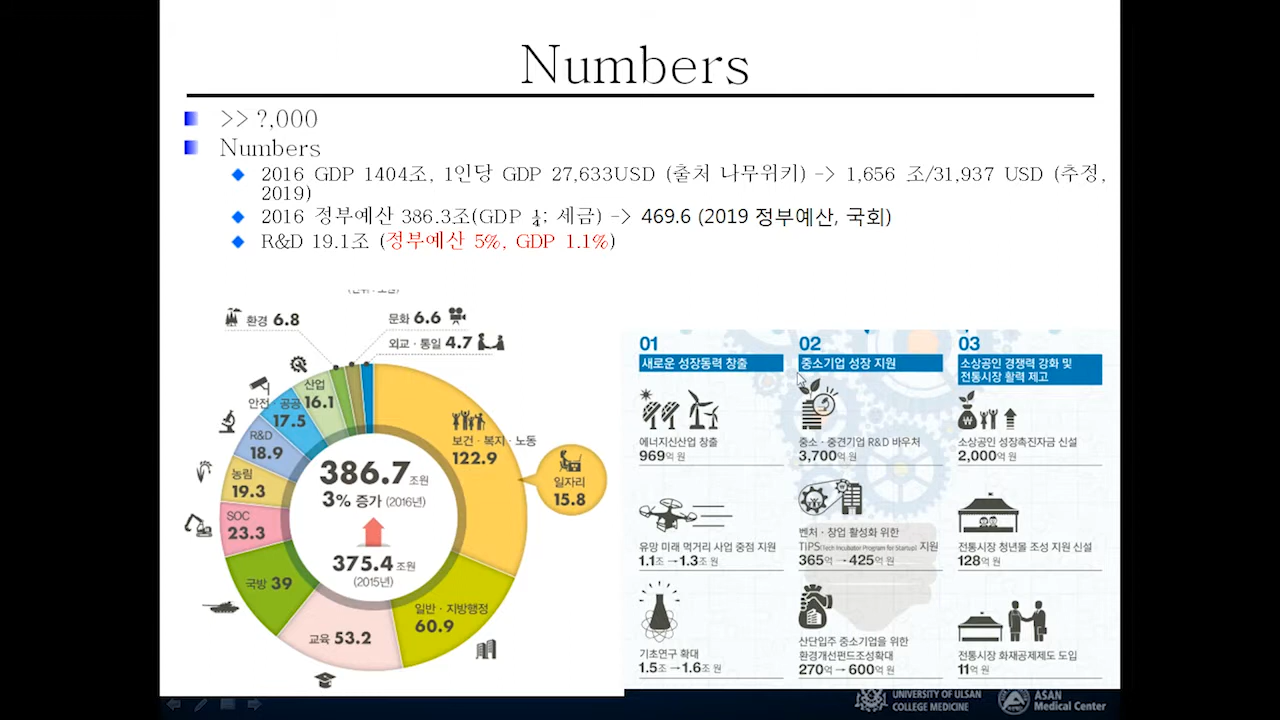 Numbers
>> ?,000
Numbers
2016 GDP 1404조, 1인당 GDP 27,633USD (출처 나무위키) -> 1,656 조/31,937 USD (추정,
2019)
2016 정부예산 386.3조(GDP ¼; 세금) -> 469.6 (2019 정부예산, 국회)
R&D 19.1조 (정부예산 5%, GDP 1.1%)
환경 6.8
문화 6.6
외교·통일 4.7
산업
16.1
안전·공공
17.5
R&D
18.9
농림
19.3
SOC
23.3
국방 39
교육 53.2
일반·지방행정
60.9
보건·복지·노동
122.9
일자리
15.8
386.7조원
3% 증가 (2016년)
375.4조원
(2015년)
01
새로운 성장동력 창출
에너지신산업 창출
969억 원
유망 미래 먹거리 사업 중점 지원
1.1조→1.3조 원
기초연구 확대
1.5조→1.6조 원
02
중소기업 성장 지원
중소·중견기업 R&D 바우처
3,700억 원
벤처·창업 활성화 위한
TIPS(Tech Incubator Program for Startup) 지원
365억→425억 원
산단입주 중소기업을 위한
환경개선펀드조성확대
270억→600억 원
03
소상공인 경쟁력 강화 및
전통시장 활력 제고
소상공인 성장촉진자금 신설
2,000억 원
전통시장 청년몰 조성 지원 신설
128억 원
전통시장 화재공제제도 도입
11억 원
UNIVERSITY OF ULSAN
COLLEGE MEDICINE
ASAN
Medical Center